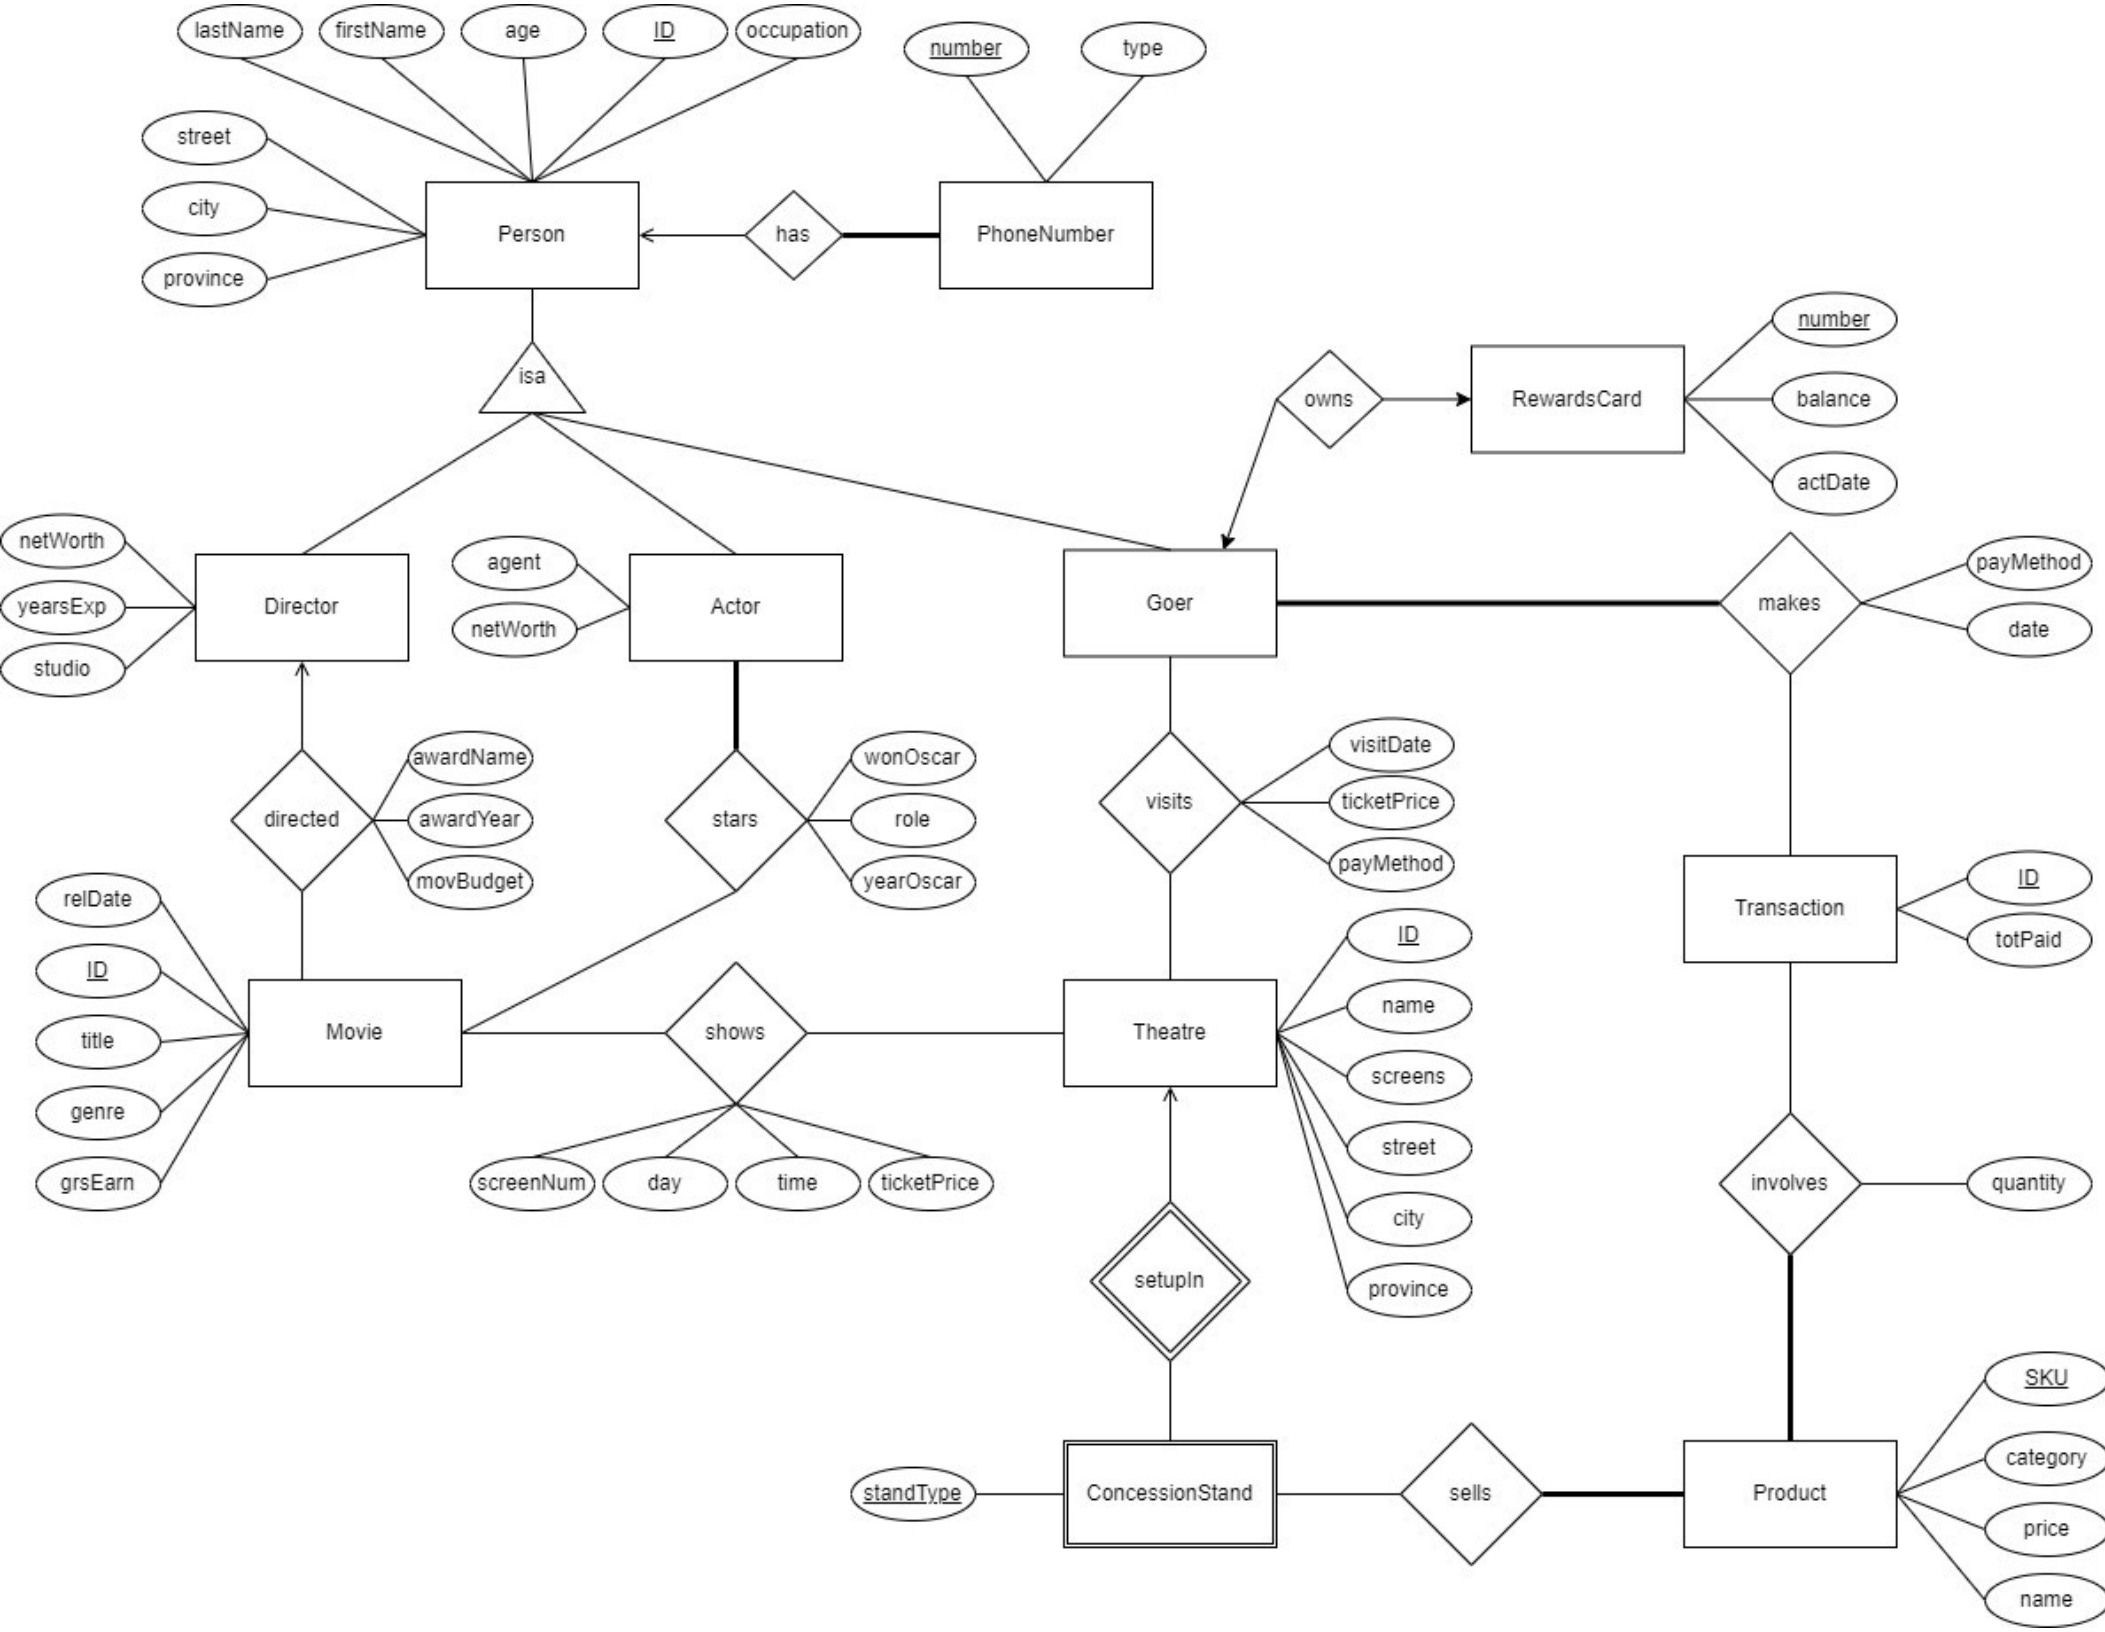 lastName
firstName
age
ID
occupation
number
type
street
city
province
Person
has
PhoneNumber
isa
owns
RewardsCard
number
balance
actDate
netWorth
yearsExp
studio
Director
agent
netWorth
Actor
Goer
makes
payMethod
date
directed
awardName
awardYear
movBudget
stars
wonOscar
role
yearOscar
visits
visitDate
ticketPrice
payMethod
Transaction
ID
totPaid
relDate
ID
title
genre
grsEarn
Movie
shows
screenNum
day
time
ticketPrice
Theatre
ID
name
screens
street
city
province
involves
quantity
setupIn
standType
ConcessionStand
sells
Product
SKU
category
price
name